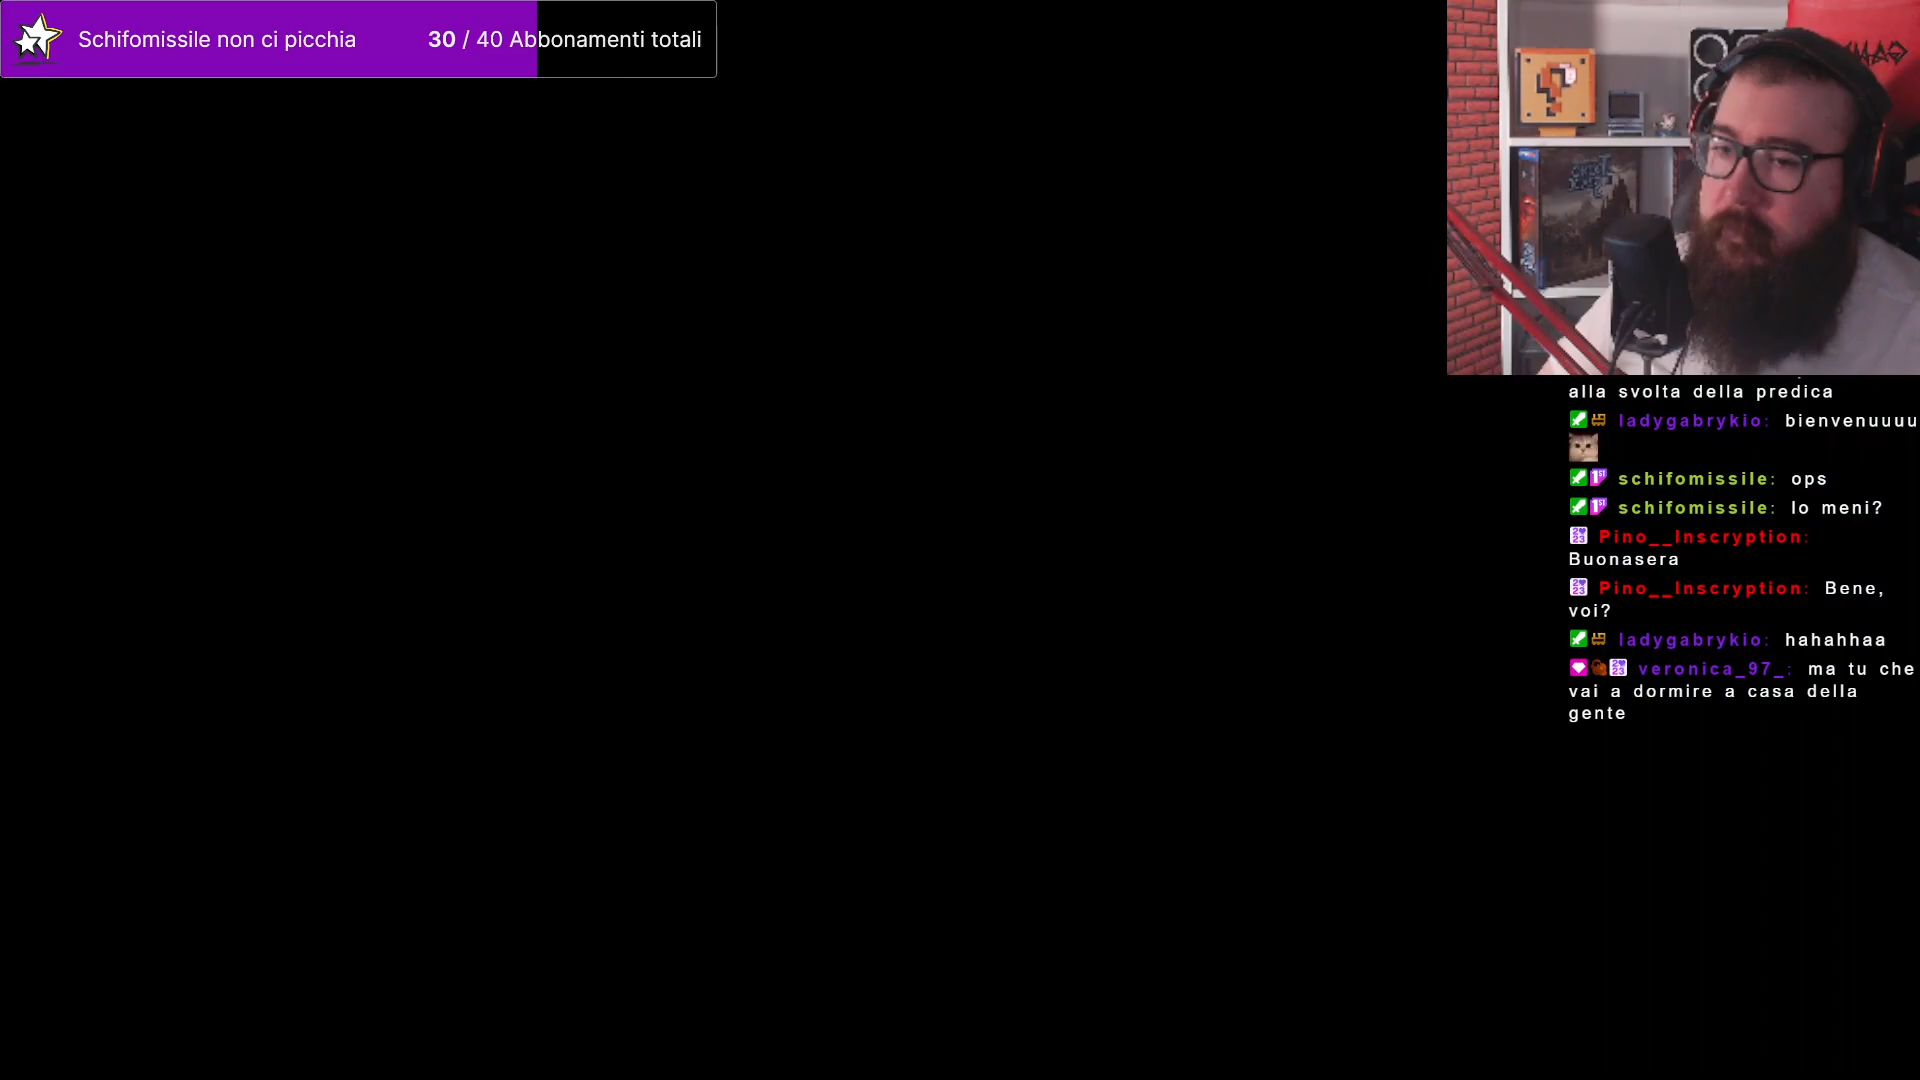 Schifomissile non ci picchia 30 / 40 Abbonamenti totali
alla svolta della predica
ladygabrykio: bienvenuuuu
schifomissile: ops
schifomissile: lo meni?
Pino__Inscryption:
Buonasera
Pino__Inscryption: Bene,
voi?
ladygabrykio: hahahhaa
veronica_97_: ma tu che
vai a dormire a casa della
gente